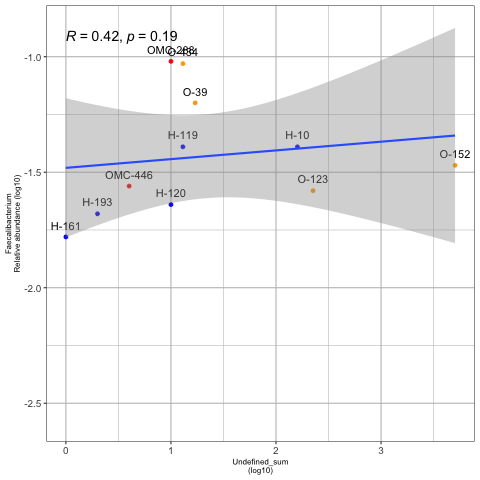 R = 0.42, p = 0.19
OMC-268
O-434
O-39
H-119
H-10
O-152
OMC-446
O-123
H-120
H-193
H-161
-1.0
-1.5
-2.0
-2.5
0
1
2
3
Faecalibacterium
Relative abundance (log10)
Undefined_sum
(log10)